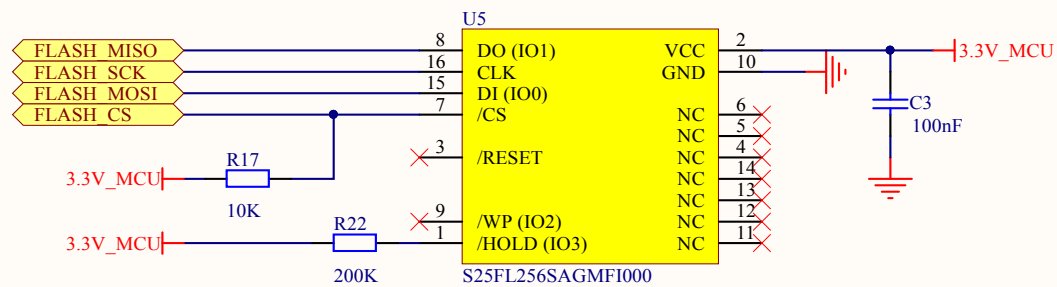 U5
FLASH_MISO 8 DO (IO1) VCC 2 3.3V_MCU
FLASH_SCK 16 CLK GND 10
FLASH_MOSI 15 DI (IO0)
FLASH_CS 7 /CS NC 6
C3
100nF
NC 5
3 /RESET NC 4
R17
3.3V_MCU NC 14
10K NC 13
9 /WP (IO2) NC 12
R22
3.3V_MCU 1 /HOLD (IO3) NC 11
200K
S25FL256SAGMFI000